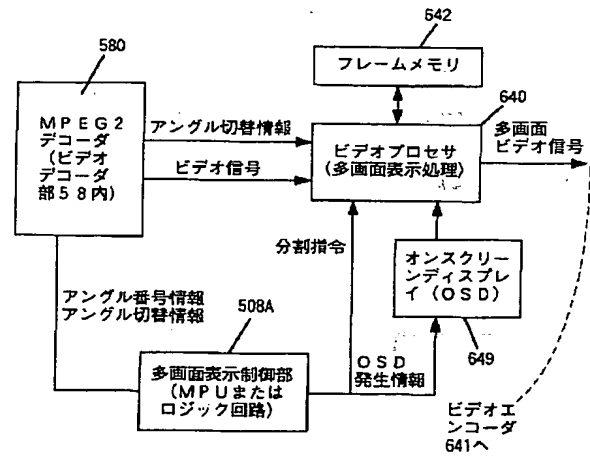 642
580
フレームメモリ
640
ＭＰＥＧ２
デコーダ
（ビデオ
デコーダ
部５８内）
アングル切替情報
ビデオ信号
ビデオプロセサ
（多画面表示処理）
多画面
ビデオ信号
分割指令
オンスクリー
ンディスプレ
イ（ＯＳＤ）
アングル番号情報
アングル切替情報
508A
649
多画面表示制御部
（ＭＰＵまたは
ロジック回路）
ＯＳＤ
発生情報
ビデオエ
ンコーダ
641へ